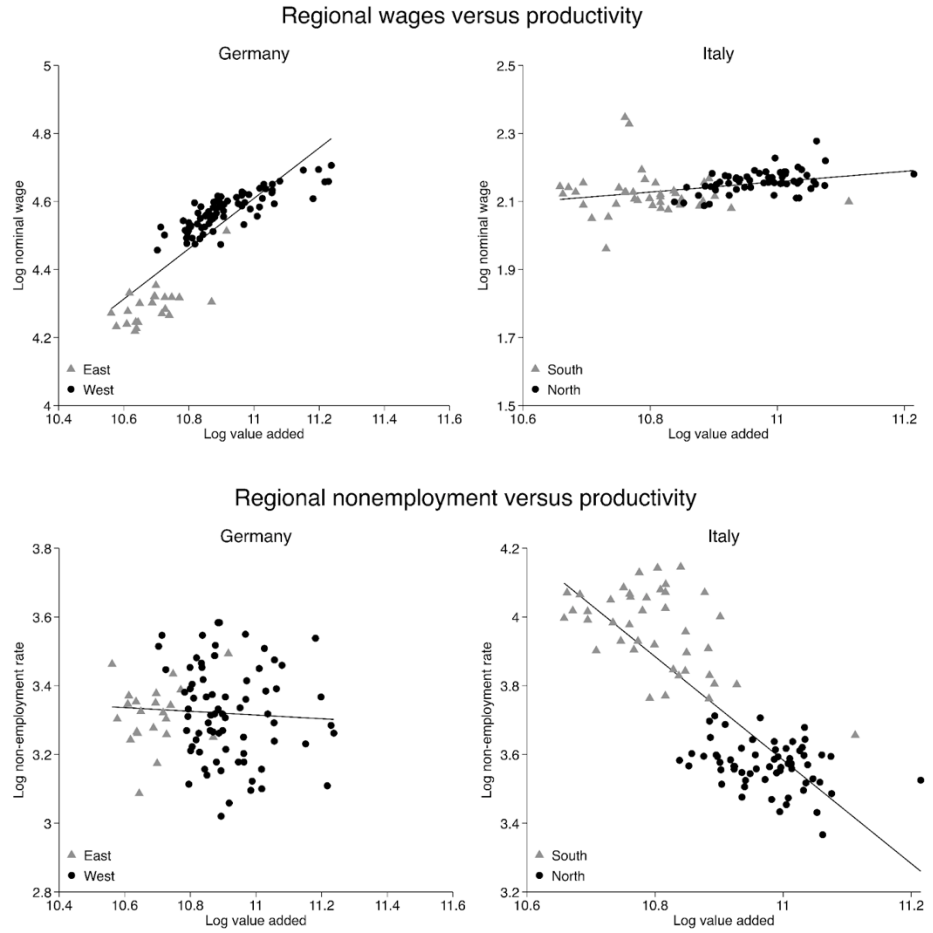 Regional wages versus productivity
Germany
Log nominal wage
5
4.8
4.6
4.4
4.2
4
10.4 10.6 10.8 11 11.2 11.4 11.6
Log value added
East
West
Italy
Log nominal wage
2.5
2.3
2.1
1.9
1.7
1.5
10.6 10.8 11 11.2
Log value added
South
North
Regional nonemployment versus productivity
Germany
Log non-employment rate
3.8
3.6
3.4
3.2
3
2.8
10.4 10.6 10.8 11 11.2 11.4 11.6
Log value added
East
West
Italy
Log non-employment rate
4.2
4
3.8
3.6
3.4
3.2
10.6 10.8 11 11.2
Log value added
South
North